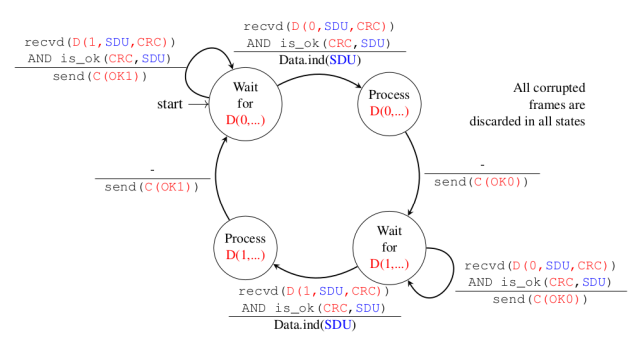 recvd(D(0,SDU,CRC))
AND is_ok(CRC,SDU)
Data.ind(SDU)
recvd(D(1,SDU,CRC))
AND is_ok(CRC,SDU)
send(C(OK1))
start
Wait
for
D(0,...)
Process
D(0,...)
All corrupted
frames are
discarded in all states
-
send(C(OK1))
-
send(C(OK0))
Process
D(1,...)
Wait
for
D(1,...)
recvd(D(0,SDU,CRC))
AND is_ok(CRC,SDU)
send(C(OK0))
recvd(D(1,SDU,CRC))
AND is_ok(CRC,SDU)
Data.ind(SDU)